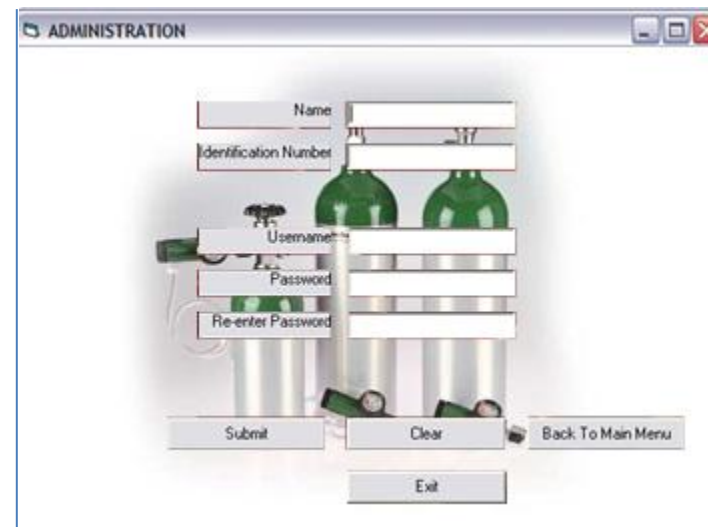 ADMINISTRATION
Name
Identification Number
Username
Password
Re-enter Password
Submit Clear Back To Main Menu
Exit